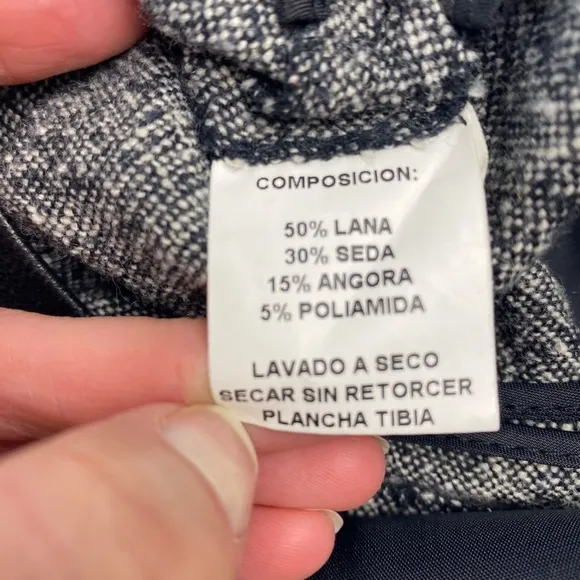 COMPOSICION:
50% LANA
30% SEDA
15% ANGORA
5% POLIAMIDA
LAVADO A SECO
SECAR SIN RETORCER
PLANCHA TIBIA